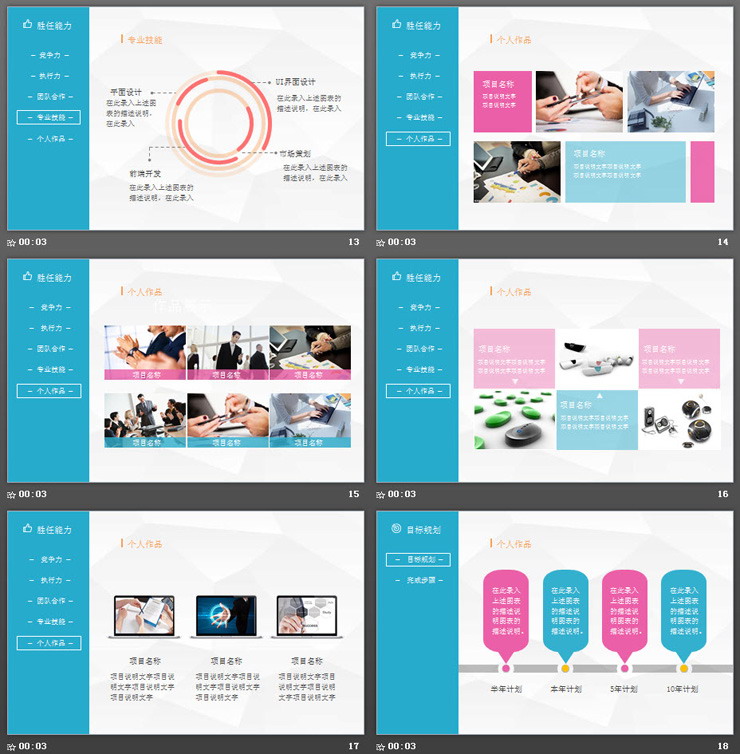 胜任能力
竞争力
执行力
团队合作
专业技能
个人作品
专业技能
平面设计
在此录入上述图
表的描述说明,
在此录入
UI界面设计
在此录入上述图表的
描述说明,在此录入
前端开发
在此录入上述图表的
描述说明,在此录入
市场策划
在此录入上述图表的
描述说明,在此录入
00:03
13
胜任能力
竞争力
执行力
团队合作
专业技能
个人作品
个人作品
项目名称
项目说明文字
项目说明文字
项目名称
项目说明文字项目说明文字
项目说明文字项目说明文字
00:03
14
胜任能力
竞争力
执行力
团队合作
专业技能
个人作品
个人作品
项目名称
项目名称
项目名称
项目名称
项目名称
项目名称
00:03
15
胜任能力
竞争力
执行力
团队合作
专业技能
个人作品
个人作品
项目名称
项目说明文字项目说明文字
项目说明文字项目说明文字
项目名称
项目说明文字项目说明文字
项目说明文字项目说明文字
项目名称
项目说明文字项目说明文字
项目说明文字项目说明文字
00:03
16
胜任能力
竞争力
执行力
团队合作
专业技能
个人作品
个人作品
项目名称
项目说明文字项目说
明文字项目说明文字
项目说明文字
项目名称
项目说明文字项目说
明文字项目说明文字
项目说明文字
项目名称
项目说明文字项目说
明文字项目说明文字
项目说明文字
00:03
17
目标规划
目标规划
完成步骤
在此录入
上述图表
的描述
描述说明。
在此录入
上述图表
的描述
描述说明。
在此录入
上述图表
的描述
描述说明。
在此录入
上述图表
的描述
描述说明。
半年计划
本年计划
5年计划
10年计划
00:03
18